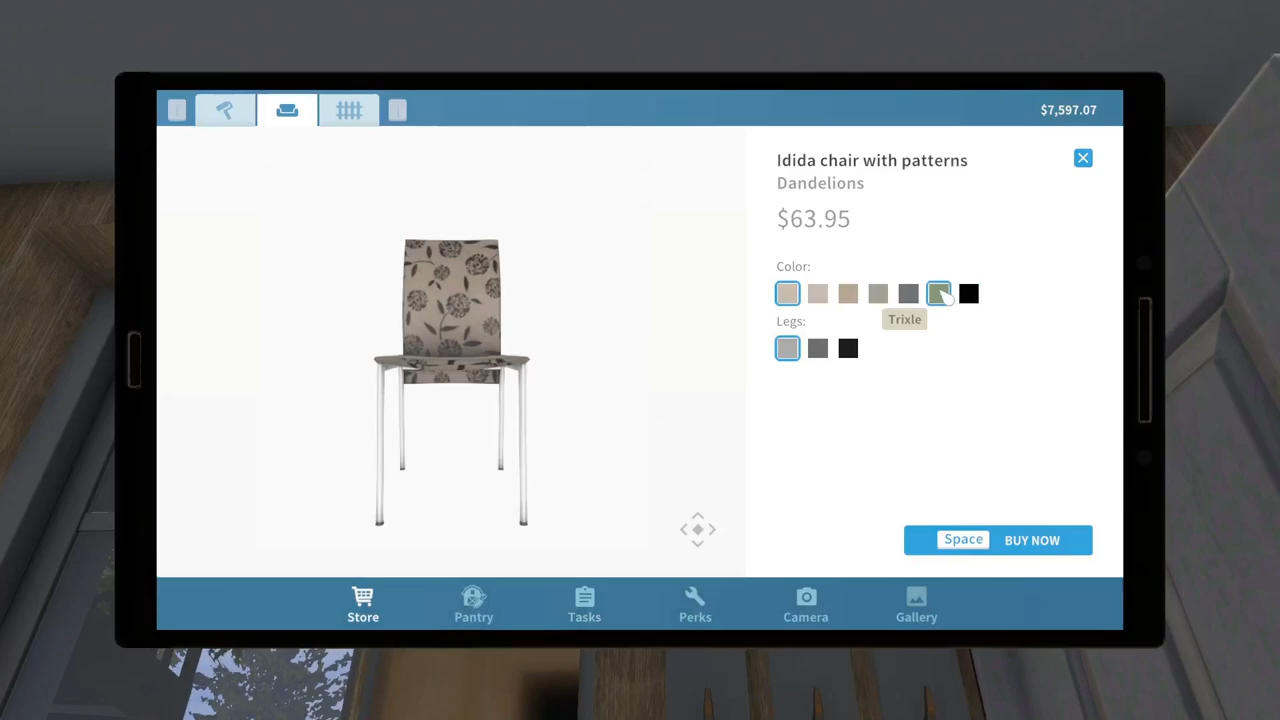 $7,597.07
Idida chair with patterns
Dandelions
$63.95
Color:
Trixle
Legs:
Space BUY NOW
Store Pantry Tasks Perks Camera Gallery